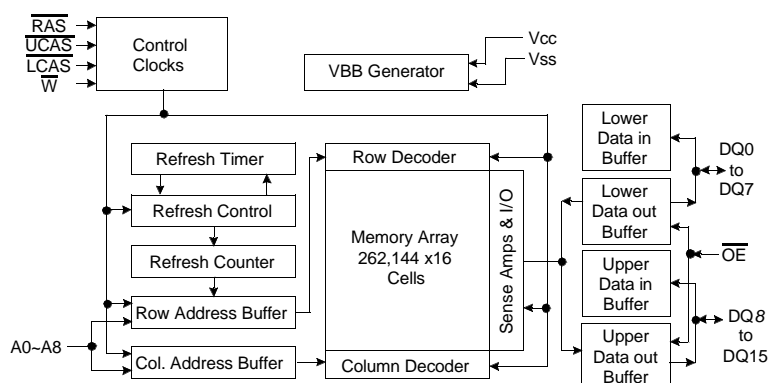 RAS
UCAS
LCAS
W
Control
Clocks
VBB Generator
Vcc
Vss
Refresh Timer
Refresh Control
Refresh Counter
Row Address Buffer
Col. Address Buffer
A0~A8
Row Decoder
Memory Array
262,144 x16
Cells
Column Decoder
Sense Amps & I/O
Lower
Data in
Buffer
Lower
Data out
Buffer
Upper
Data in
Buffer
Upper
Data out
Buffer
DQ0
to
DQ7
OE
DQ8
to
DQ15